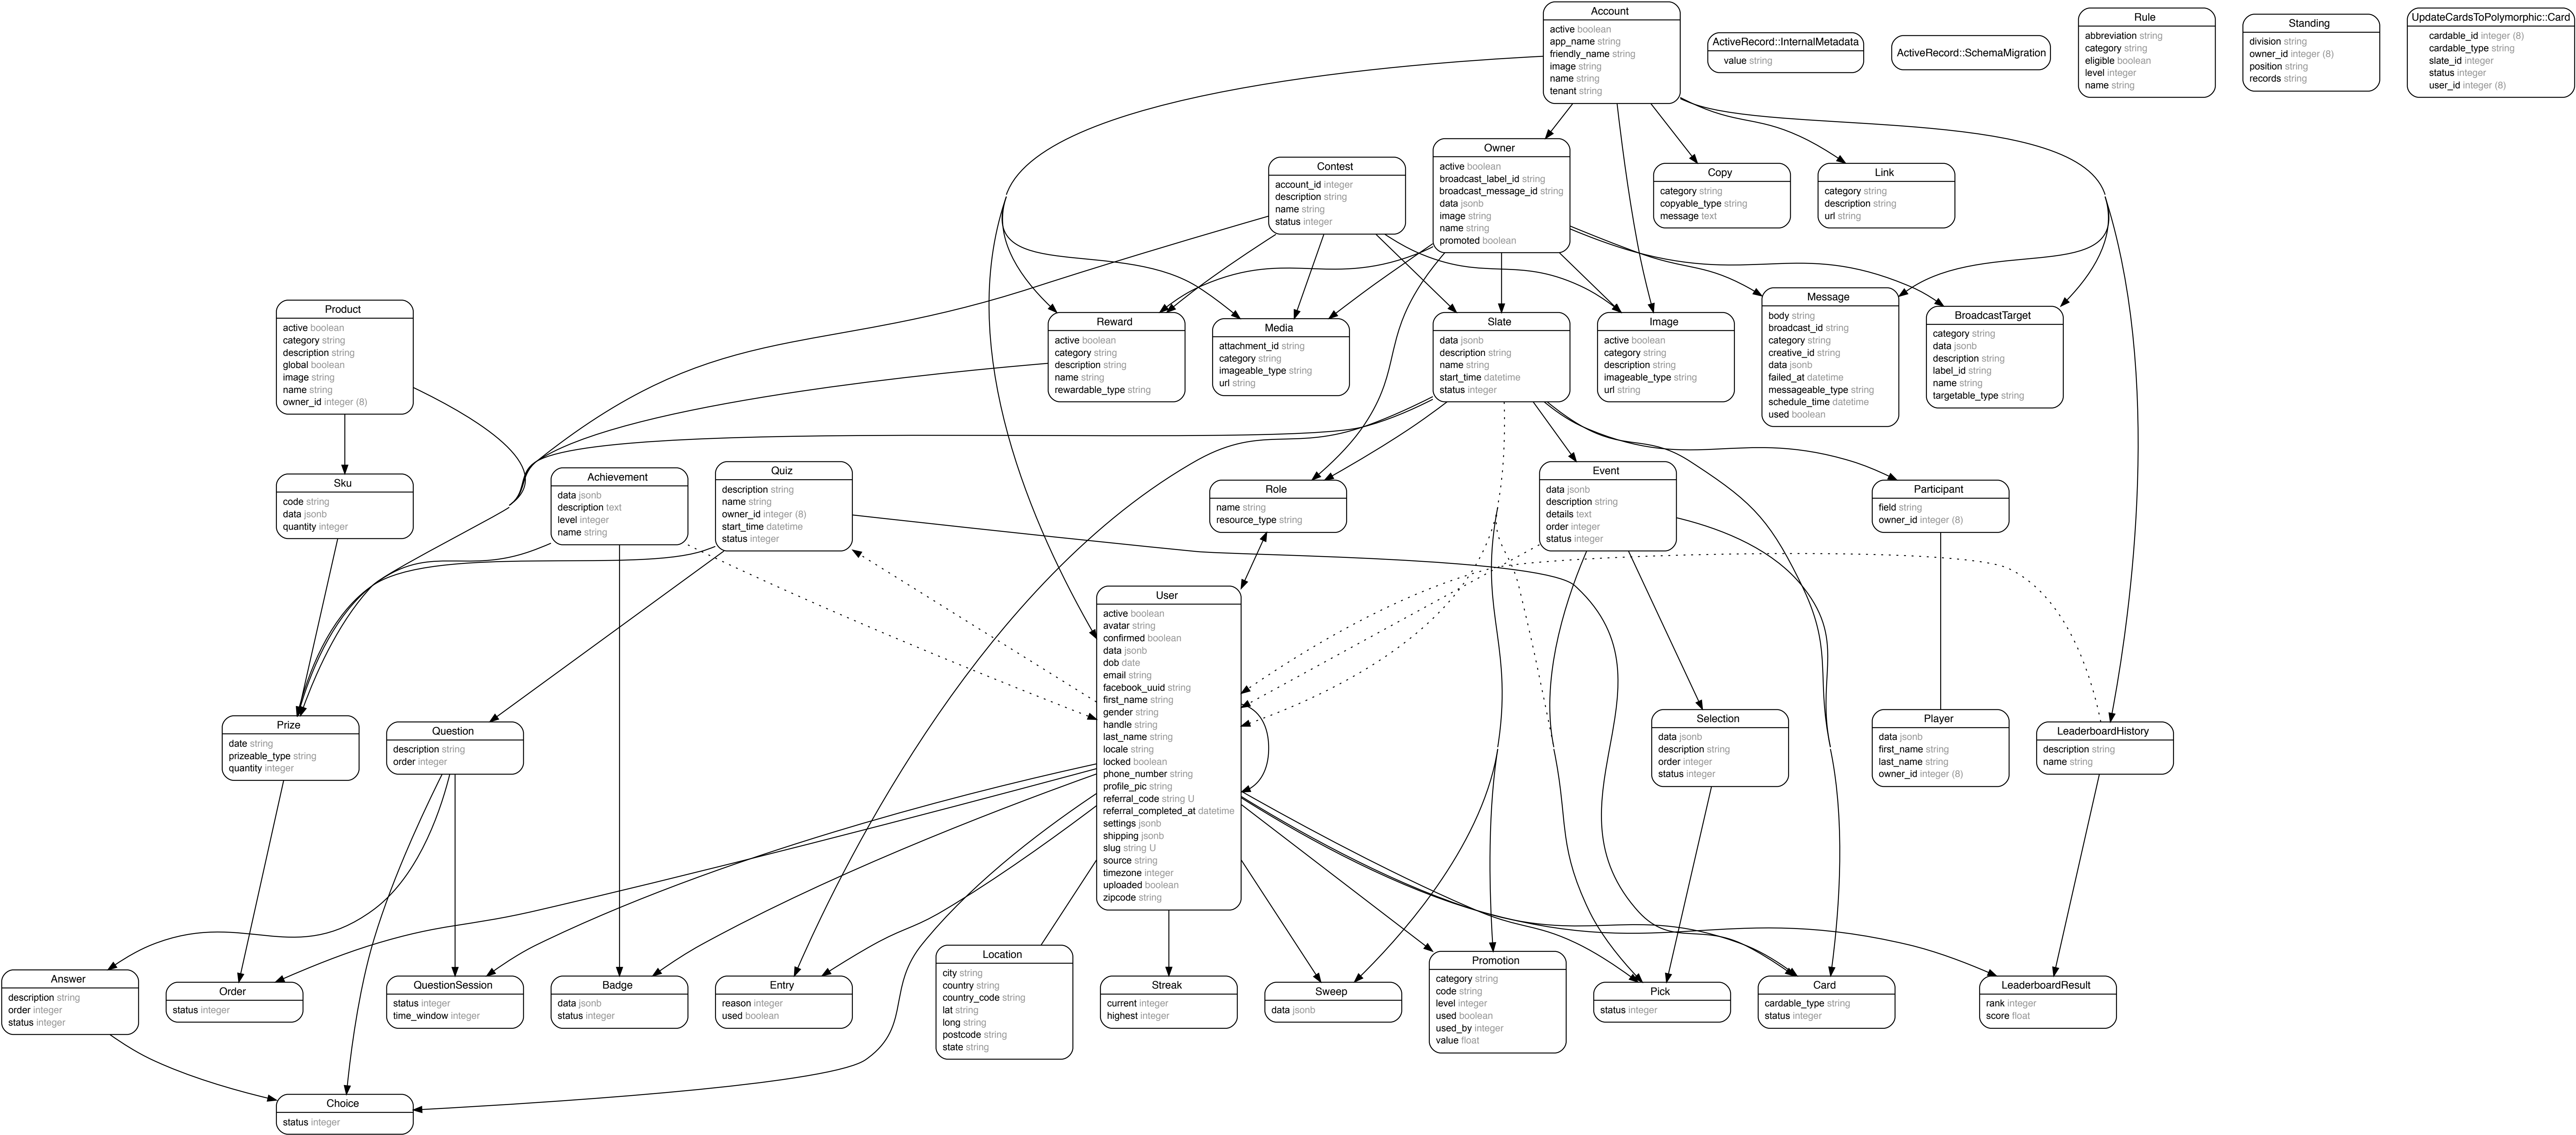 Account
active boolean
app_name string
friendly_name string
image string
name string
tenant string
ActiveRecord::InternalMetadata
value string
ActiveRecord::SchemaMigration
Rule
abbreviation string
category string
eligible boolean
level integer
name string
Standing
division string
owner_id integer (8)
position string
records string
UpdateCardsToPolymorphic::Card
cardable_id integer (8)
cardable_type string
slate_id integer
status integer
user_id integer (8)
Contest
account_id integer
description string
name string
status integer
Owner
active boolean
broadcast_label_id string
broadcast_message_id string
data jsonb
image string
name string
promoted boolean
Copy
category string
copyable_type string
message text
Link
category string
description string
url string
Product
active boolean
category string
description string
global boolean
image string
name string
owner_id integer (8)
Reward
active boolean
category string
description string
name string
rewardable_type string
Media
attachment_id string
category string
imageable_type string
url string
Slate
data jsonb
description string
name string
start_time datetime
status integer
Image
active boolean
category string
description string
imageable_type string
url string
Message
body string
broadcast_id string
category string
creative_id string
data jsonb
failed_at datetime
messageable_type string
schedule_time datetime
used boolean
BroadcastTarget
category string
data jsonb
description string
label_id string
name string
targetable_type string
Sku
code string
data jsonb
quantity integer
Achievement
data jsonb
description text
level integer
name string
Quiz
description string
name string
owner_id integer (8)
start_time datetime
status integer
Role
name string
resource_type string
Event
data jsonb
description string
details text
order integer
status integer
Participant
field string
owner_id integer (8)
User
active boolean
avatar string
confirmed boolean
data jsonb
dob date
email string
facebook_uuid string
first_name string
gender string
handle string
last_name string
locale string
locked boolean
phone_number string
profile_pic string
referral_code string U
referral_completed_at datetime
settings jsonb
shipping jsonb
slug string U
source string
timezone integer
uploaded boolean
zipcode string
Prize
date string
prizeable_type string
quantity integer
Question
description string
order integer
Selection
data jsonb
description string
order integer
status integer
Player
data jsonb
first_name string
last_name string
owner_id integer (8)
LeaderboardHistory
description string
name string
Answer
description string
order integer
status integer
Order
status integer
QuestionSession
status integer
time_window integer
Badge
data jsonb
status integer
Entry
reason integer
used boolean
Location
city string
country string
country_code string
lat string
long string
postcode string
state string
Streak
current integer
highest integer
Sweep
data jsonb
Promotion
category string
code string
level integer
used boolean
used_by integer
value float
Pick
status integer
Card
cardable_type string
status integer
LeaderboardResult
rank integer
score float
Choice
status integer